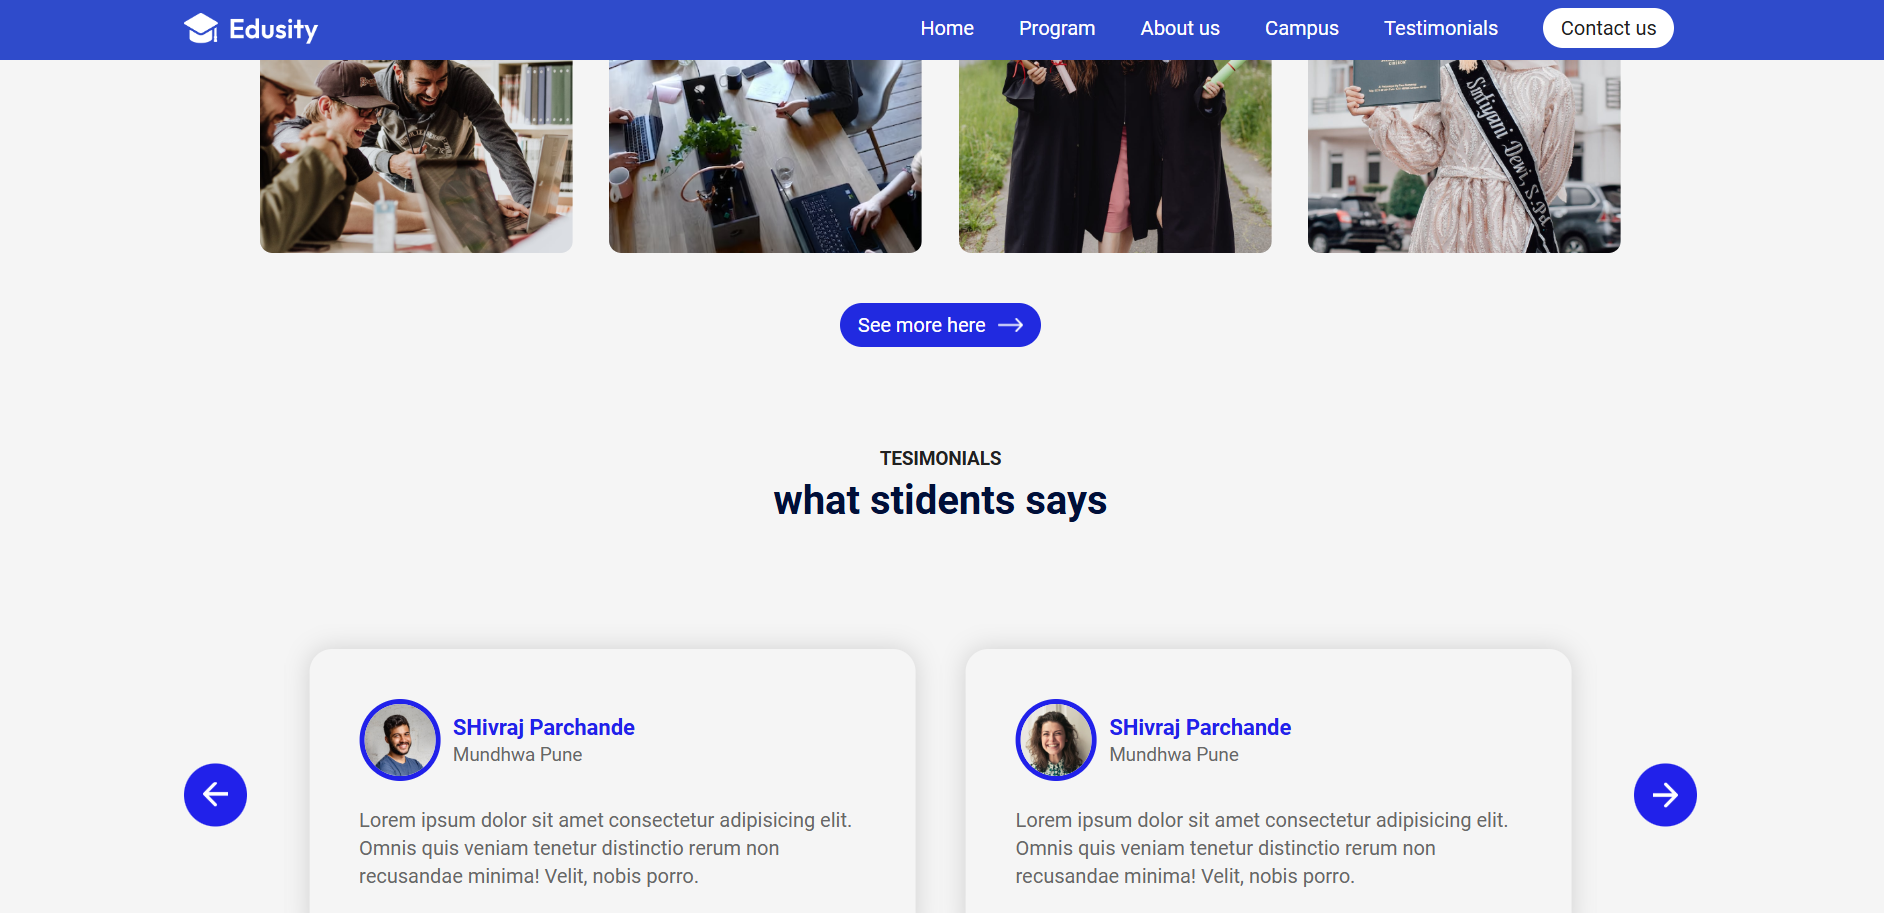 Edusity
Home Program About us Campus Testimonials Contact us
Sintiyani Dewi, S.Pd
See more here
TESIMONIALS
what stidents says
SHivraj Parchande
Mundhwa Pune
Lorem ipsum dolor sit amet consectetur adipisicing elit.
Omnis quis veniam tenetur distinctio rerum non
recusandae minima! Velit, nobis porro.
SHivraj Parchande
Mundhwa Pune
Lorem ipsum dolor sit amet consectetur adipisicing elit.
Omnis quis veniam tenetur distinctio rerum non
recusandae minima! Velit, nobis porro.